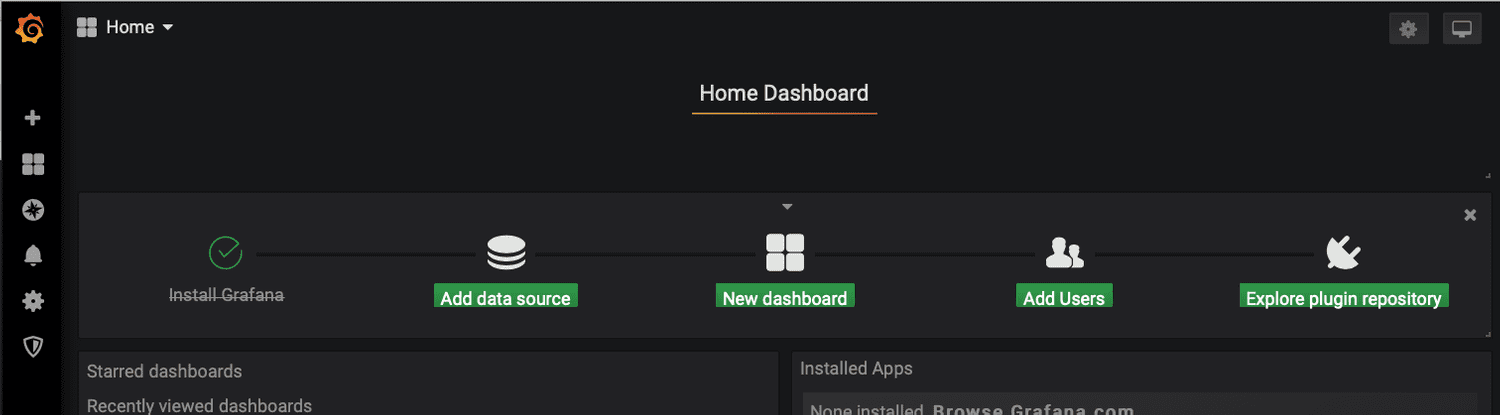 Home
Home Dashboard
Install Grafana
Add data source
New dashboard
Add Users
Explore plugin repository
Starred dashboards
Recently viewed dashboards
Installed Apps
None installed. Browse Grafana.com